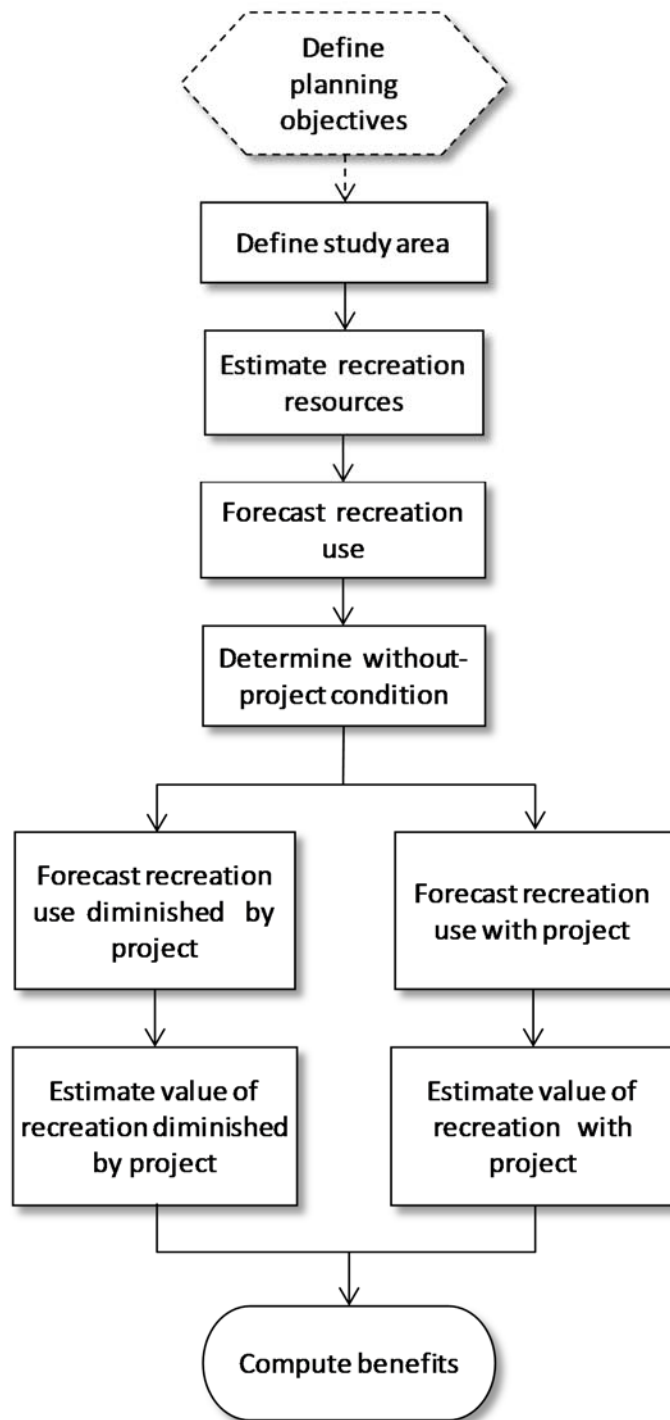 Define
planning
objectives
Define study area
Estimate recreation
resources
Forecast recreation
use
Determine without-
project condition
Forecast recreation
use diminished by
project
Forecast recreation
use with project
Estimate value of
recreation diminished
by project
Estimate value of
recreation with
project
Compute benefits